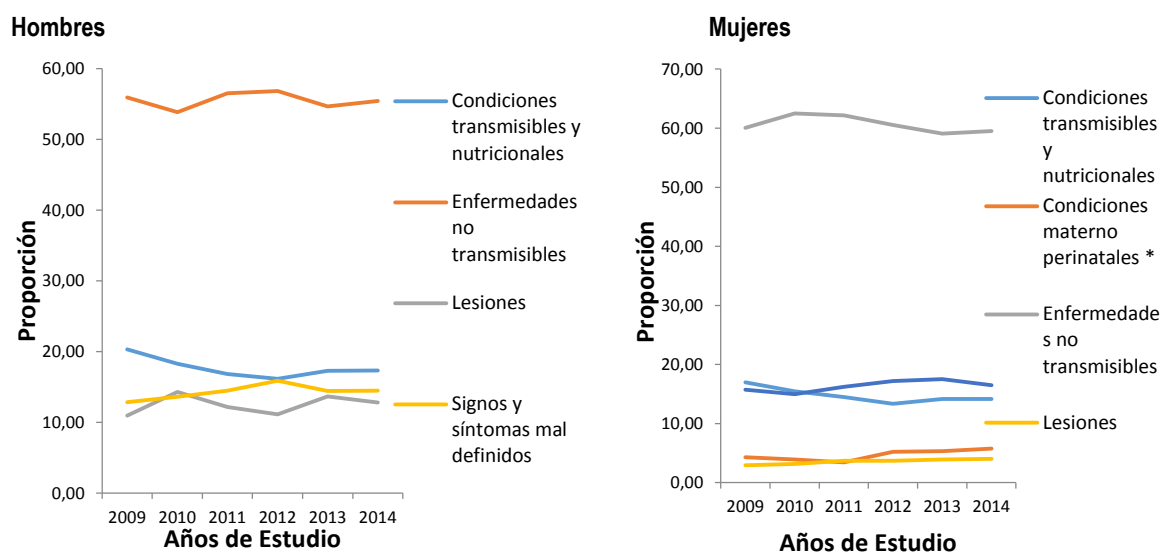 Hombres
60,00
50,00
40,00
30,00
20,00
10,00
0,00
Proporción
2009 2010 2011 2012 2013 2014
Años de Estudio
Condiciones
transmisibles y
nutricionales
Enfermedades
no
transmisibles
Lesiones
Signos y
síntomas mal
definidos
Mujeres
70,00
60,00
50,00
40,00
30,00
20,00
10,00
0,00
Proporción
2009 2010 2011 2012 2013 2014
Años de Estudio
Condiciones
transmisibles
y
nutricionales
Condiciones
materno
perinatales *
Enfermedade
s no
transmisibles
Lesiones